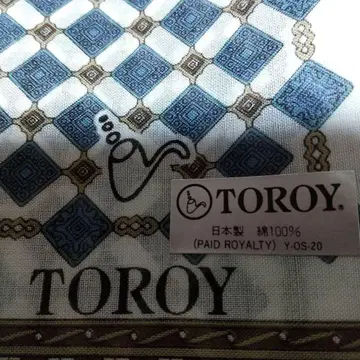 TOROY®
日本製 綿100%
(PAID ROYALTY) Y-OS-20
TOROY